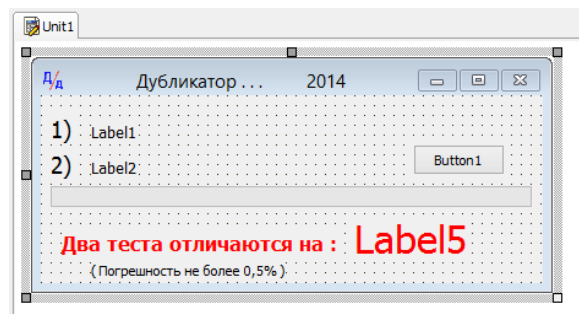 Unit1
Д/Д Дубликатор . . . 2014
1) Label1
2) Label2
Button1
Два теста отличаются на : Label5
( Погрешность не более 0,5% )